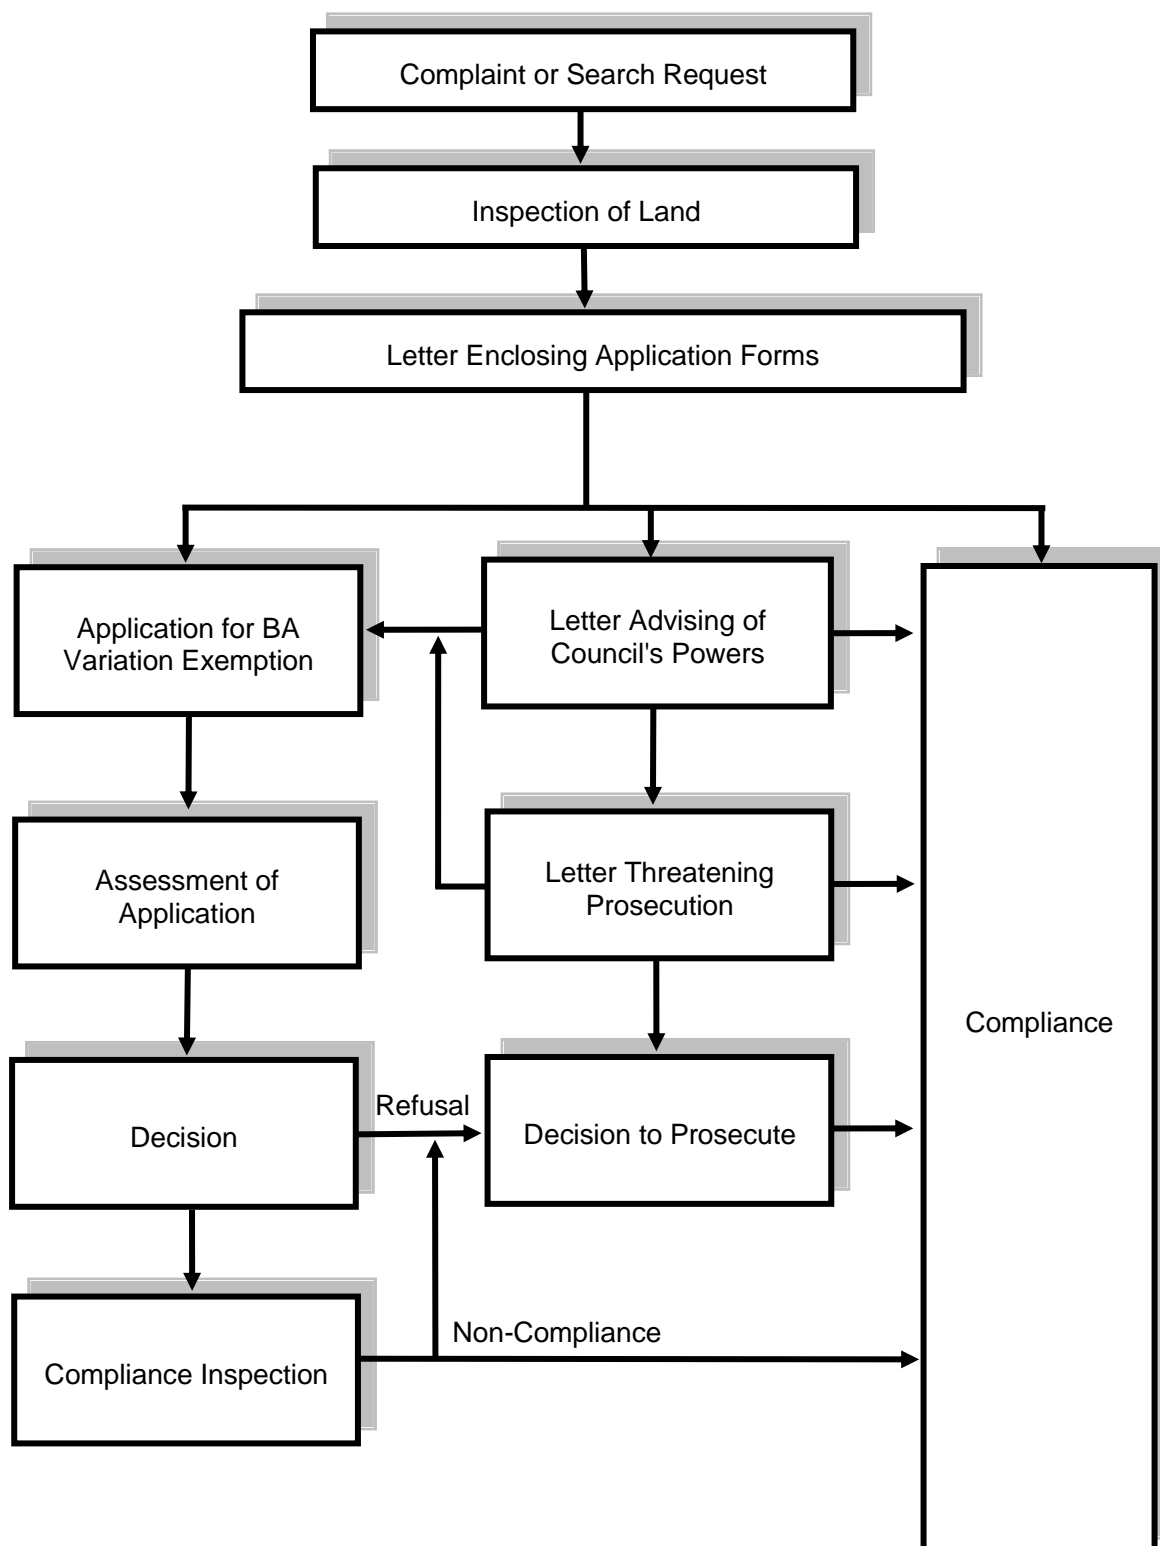 Complaint or Search Request
Inspection of Land
Letter Enclosing Application Forms
Application for BA
Variation Exemption
Letter Advising of
Council's Powers
Assessment of
Application
Letter Threatening
Prosecution
Compliance
Decision
Refusal
Decision to Prosecute
Compliance Inspection
Non-Compliance